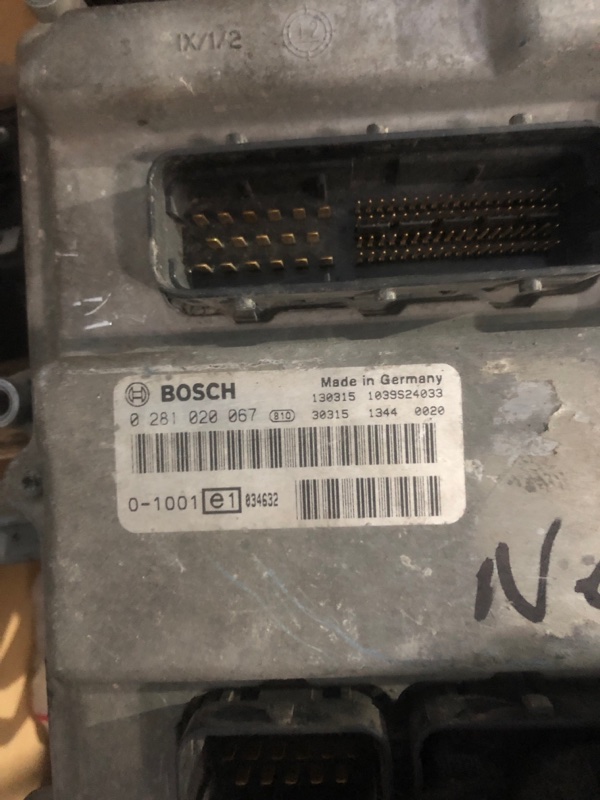 IX/1/2
BOSCH
Made in Germany
130315 1039S24033
0 281 020 067 B10 30315 1344 0020
0-1001 e1 034632